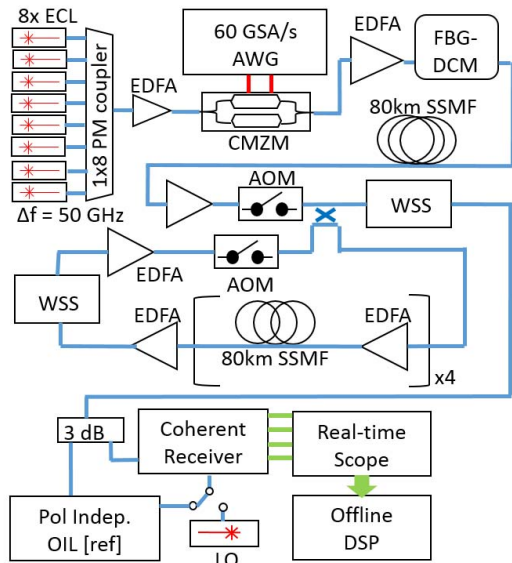 8x ECL
1x8 PM coupler
Δf = 50 GHz
EDFA
60 GSA/s
AWG
CMZM
EDFA
FBG-
DCM
80km SSMF
AOM
WSS
EDFA
AOM
WSS
EDFA
80km SSMF
EDFA
x4
3 dB
Coherent
Receiver
Real-time
Scope
Pol Indep.
OIL [ref]
LO
Offline
DSP